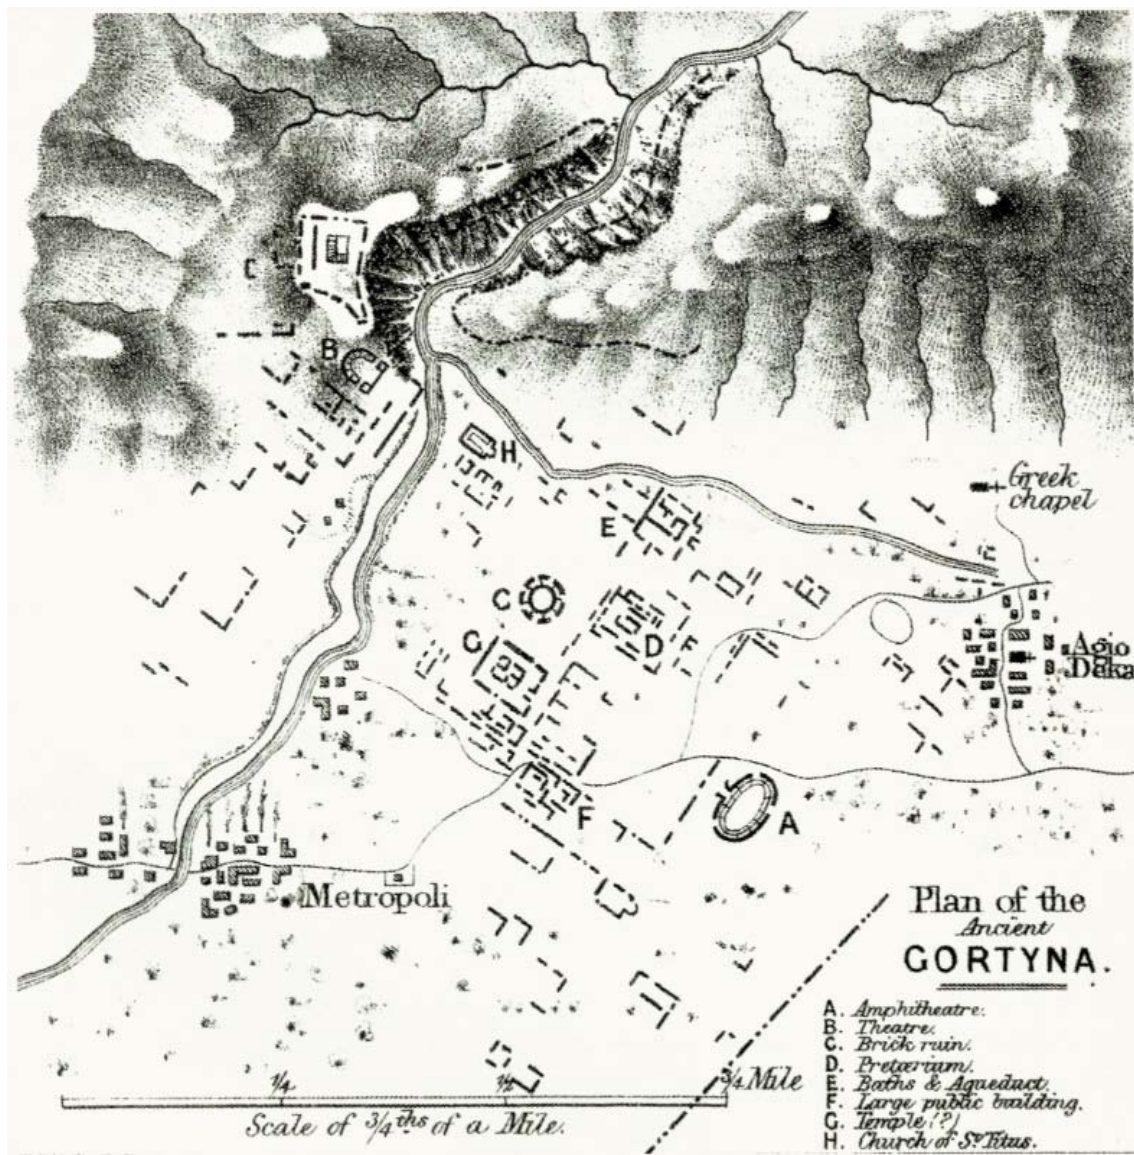 C
B
H
Greek
chapel
E
C
D
F
G
Agio
Deka
A
F
Metropoli
Plan of the
Ancient
GORTYNA.
A. Amphitheatre.
B. Theatre.
C. Brick ruin.
D. Pretœrium.
E. Baths & Aqueduct.
F. Large public building.
G. Temple (?)
H. Church of St. Titus.
1/4
1/2
3/4 Mile
Scale of 3/4ths of a Mile.